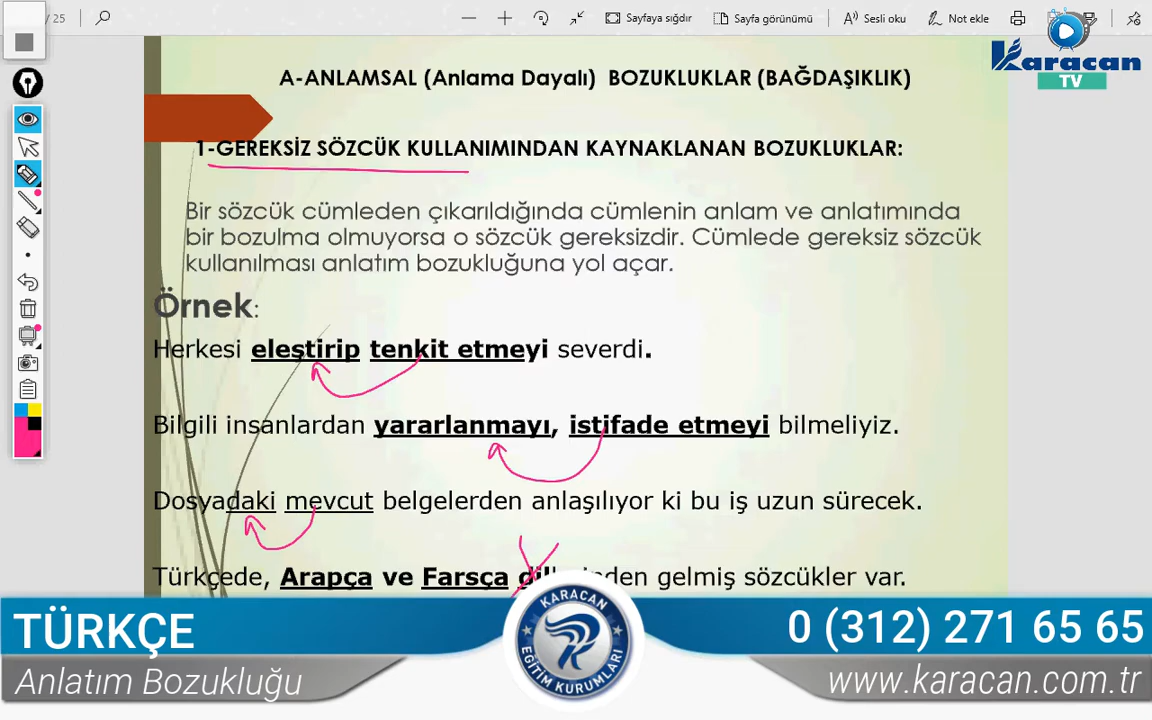 / 25
Sayfaya sığdır
Sayfa görünümü
Sesli oku
Not ekle
Karacan
TV
A-ANLAMSAL (Anlama Dayalı) BOZUKLUKLAR (BAĞDAŞIKLIK)
1-GEREKSİZ SÖZCÜK KULLANIMINDAN KAYNAKLANAN BOZUKLUKLAR:
Bir sözcük cümleden çıkarıldığında cümlenin anlam ve anlatımında
bir bozulma olmuyorsa o sözcük gereksizdir. Cümlede gereksiz sözcük
kullanılması anlatım bozukluğuna yol açar.
Örnek:
Herkesi eleştirip tenkit etmeyi severdi.
Bilgili insanlardan yararlanmayı, istifade etmeyi bilmeliyiz.
Dosyadaki mevcut belgelerden anlaşılıyor ki bu iş uzun sürecek.
Türkçede, Arapça ve Farsça gelmiş sözcükler var.
TÜRKÇE
Anlatım Bozukluğu
KARACAN
EĞİTİM KURUMLARI
0 (312) 271 65 65
www.karacan.com.tr